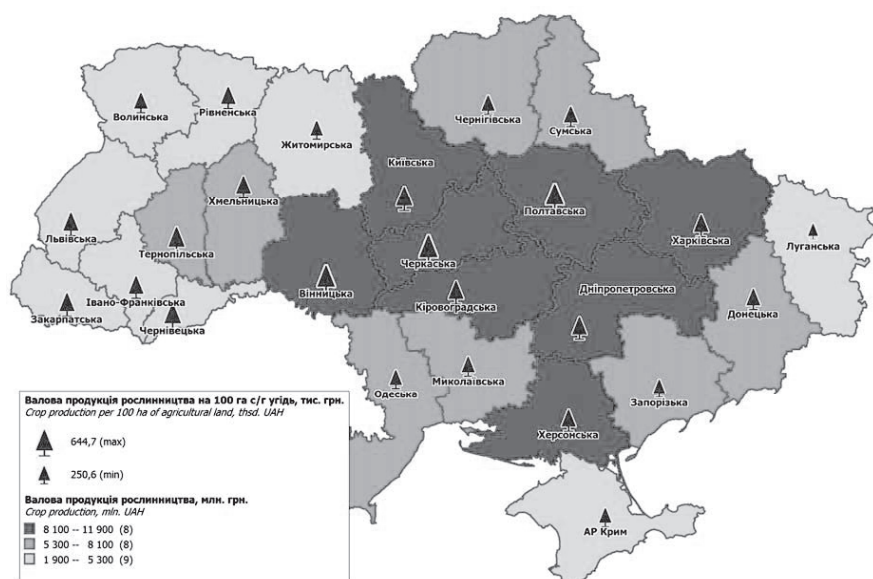 Волинська
Рівненська
Житомирська
Київська
Чернігівська
Сумська
Хмельницька
Львівська
Тернопільська
Полтавська
Харківська
Луганська
Черкаська
Вінницька
Кіровоградська
Дніпропетровська
Івано-Франківська
Закарпатська
Чернівецька
Донецька
Одеська
Миколаївська
Запорізька
Херсонська
АР Крим
Валова продукція рослинництва на 100 га с/г угідь, тис. грн.
Crop production per 100 ha of agricultural land, thsd. UAH
644,7 (max)
250,6 (min)
Валова продукція рослинництва, млн. грн.
Crop production, mln. UAH
8 100 -- 11 900 (8)
5 300 -- 8 100 (8)
1 900 -- 5 300 (9)